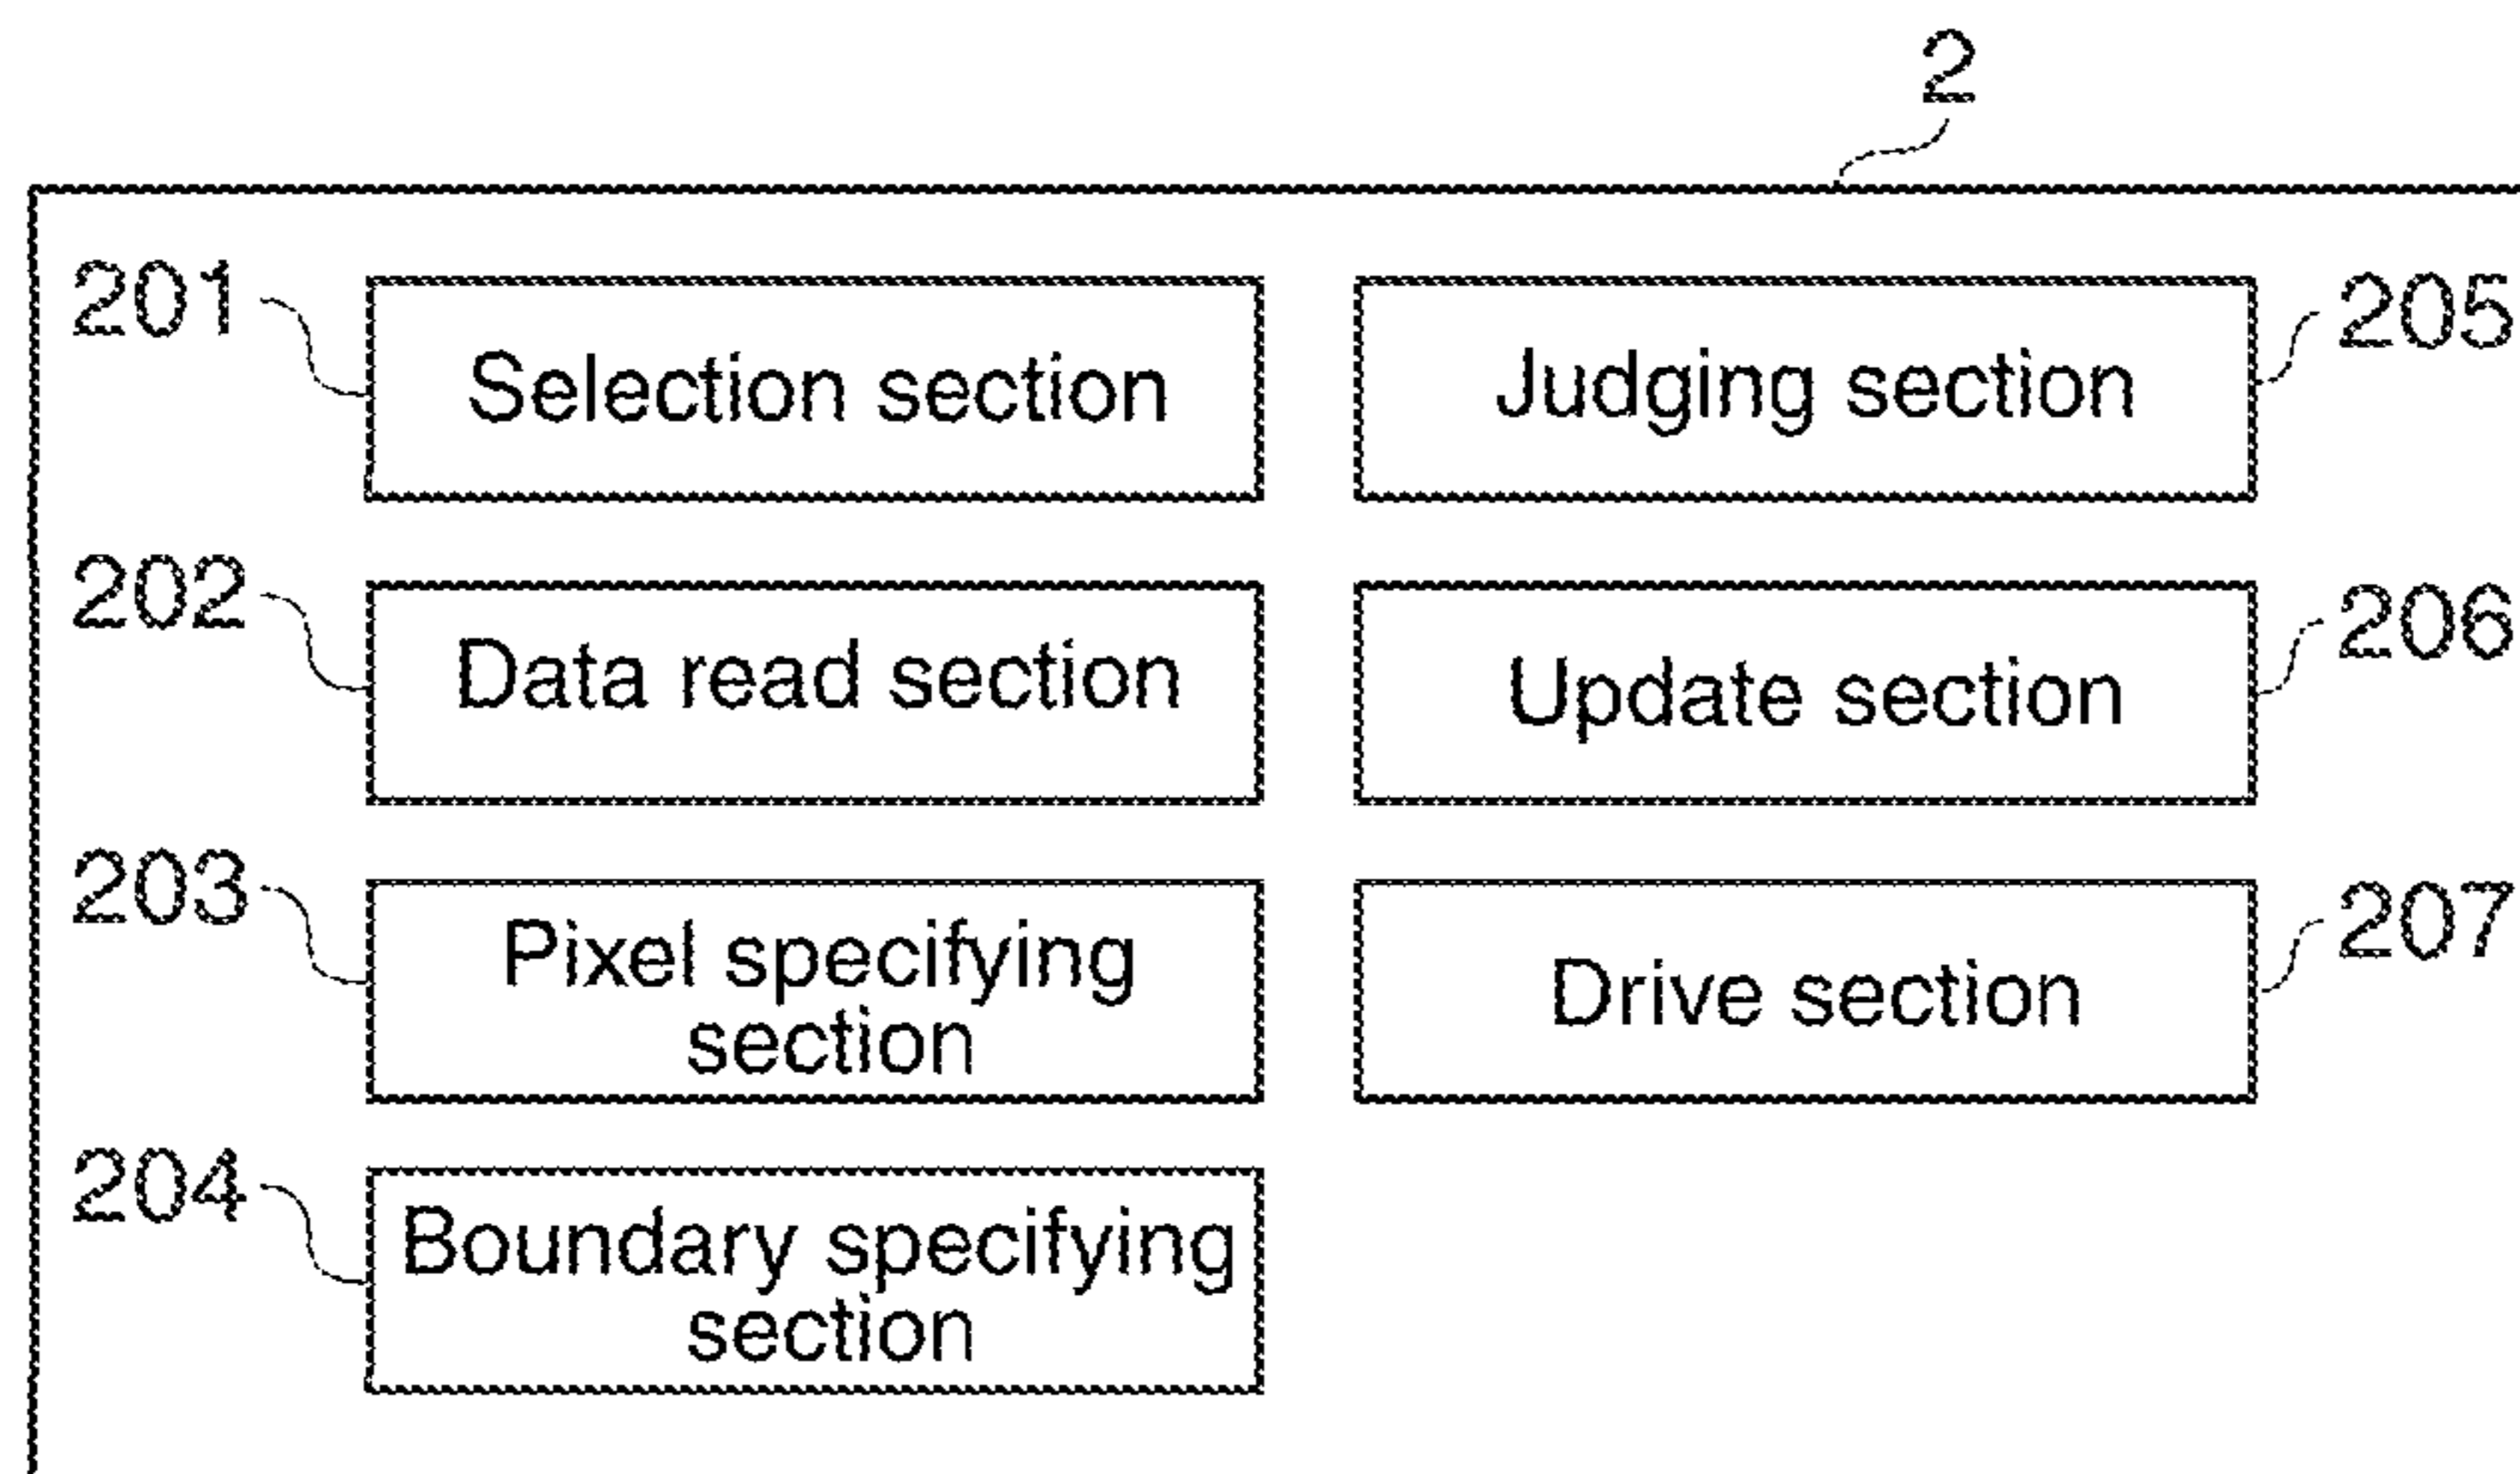 2
201
Selection section
Judging section
205
202
Data read section
Update section
206
203
Pixel specifying
section
Drive section
207
204
Boundary specifying
section